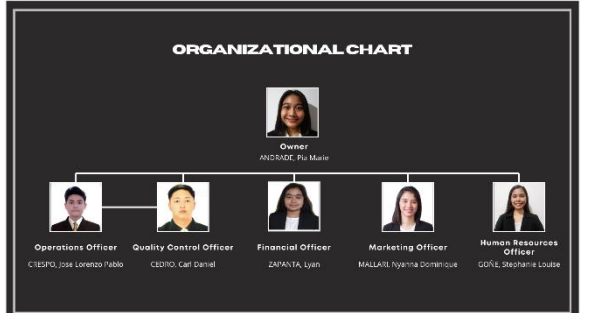 ORGANIZATIONAL CHART
Owner
ANDRADE, Pia Marie
Operations Officer
CRESPO, Jose Lorenzo Pablo
Quality Control Officer
CEDRO, Carl Daniel
Financial Officer
ZAPANTA, Lyan
Marketing Officer
MALLARI, Nyanna Dominique
Human Resources
Officer
GOÑE, Stephanie Louise